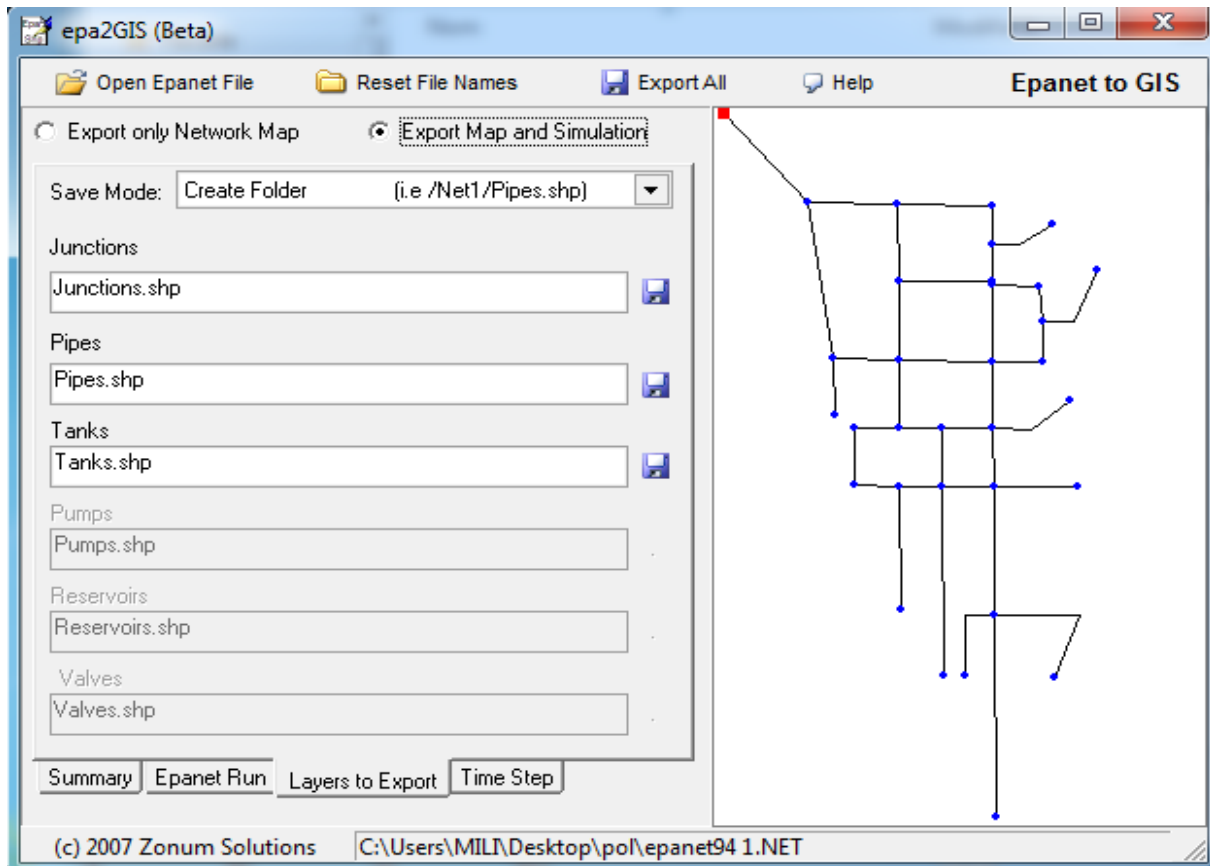 epa2GIS (Beta)
Open Epanet File Reset File Names Export All Help Epanet to GIS
Export only Network Map Export Map and Simulation
Save Mode: Create Folder (i.e /Net1/Pipes.shp)
Junctions
Junctions.shp
Pipes
Pipes.shp
Tanks
Tanks.shp
Pumps
Pumps.shp
Reservoirs
Reservoirs.shp
Valves
Valves.shp
Summary Epanet Run Layers to Export Time Step
(c) 2007 Zonum Solutions C:\Users\MILI\Desktop\pol\epanet94 1.NET